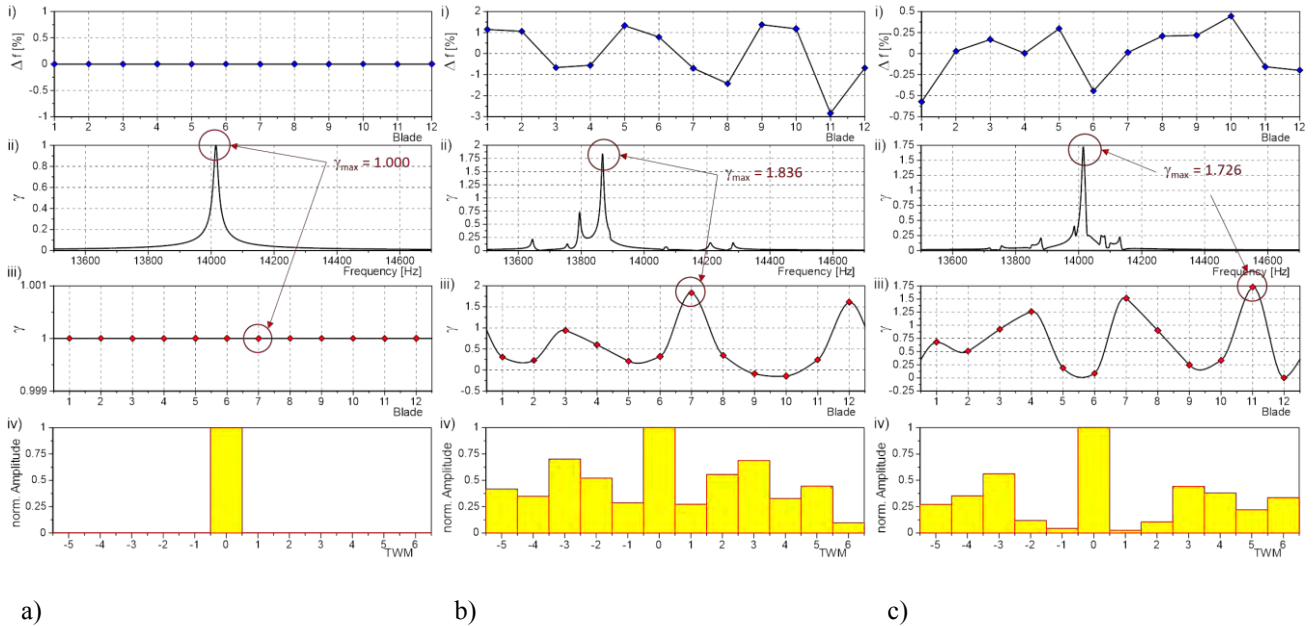 i)
Δ f [%]
1
0.5
0
-0.5
-1
1 2 3 4 5 6 7 8 9 10 11 12
Blade
ii)
γ
1
0.8
0.6
0.4
0.2
0
γmax = 1.000
13600 13800 14000 14200 14400 14600
Frequency [Hz]
iii)
γ
1.001
1
0.999
1 2 3 4 5 6 7 8 9 10 11 12
Blade
iv)
norm. Amplitude
1
0.75
0.5
0.25
0
-5 -4 -3 -2 -1 0 1 2 3 4 5 6
TWM
a)
i)
Δ f [%]
2
1
0
-1
-2
-3
1 2 3 4 5 6 7 8 9 10 11 12
Blade
ii)
γ
2
1.75
1.5
1.25
1
0.75
0.5
0.25
γmax = 1.836
13600 13800 14000 14200 14400 14600
Frequency [Hz]
iii)
γ
2
1.5
1
0.5
0
-0.5
1 2 3 4 5 6 7 8 9 10 11 12
Blade
iv)
norm. Amplitude
1
0.75
0.5
0.25
0
-5 -4 -3 -2 -1 0 1 2 3 4 5 6
TWM
b)
i)
Δ f [%]
0.5
0.25
0
-0.25
0.5
0.75
1 2 3 4 5 6 7 8 9 10 11 12
Blade
ii)
γ
1.75
1.5
1.25
1
0.75
0.5
0.25
0
γmax = 1.726
13600 13800 14000 14200 14400 14600
Frequency [Hz]
iii)
γ
1.75
1.5
1.25
1
0.75
0.5
0.25
0
-0.25
1 2 3 4 5 6 7 8 9 10 11 12
Blade
iv)
norm. Amplitude
1
0.75
0.5
0.25
0
-5 -4 -3 -2 -1 0 1 2 3 4 5 6
TWM
c)